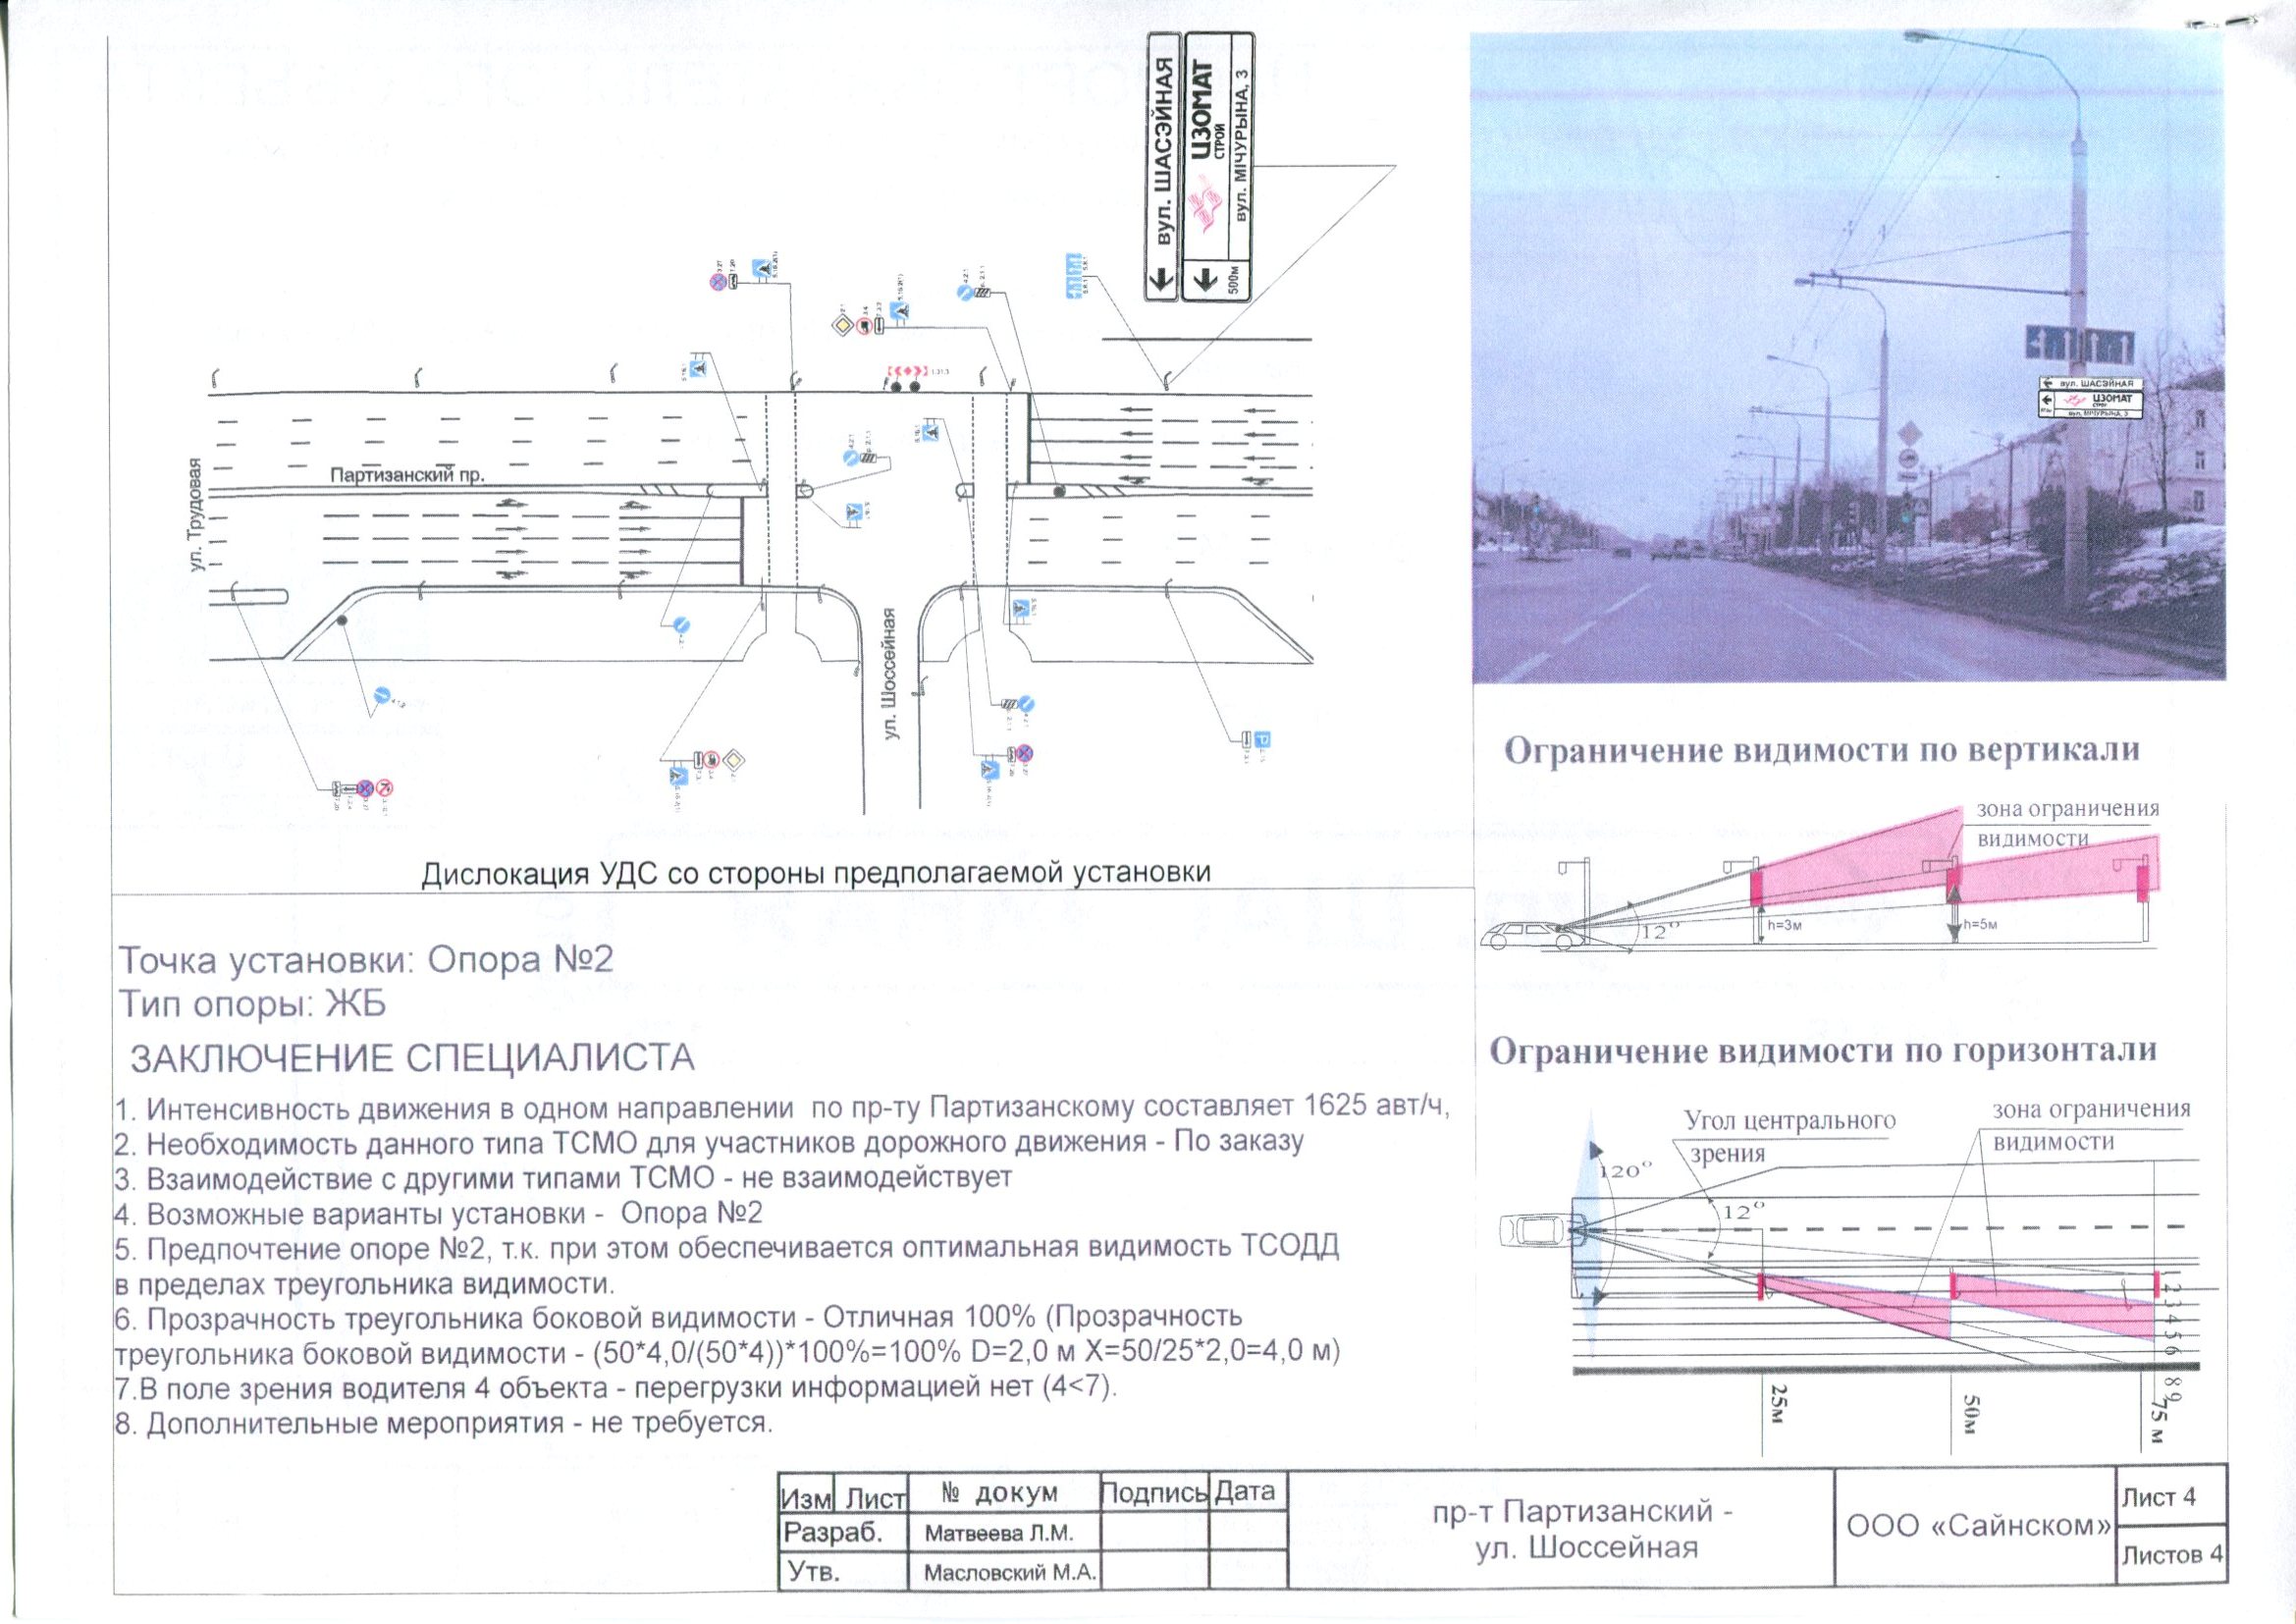 вул. ШАСЭЙНАЯ
ИЗОМАТ
СТРОЙ
500м
вул. МІЧУРЫНА, 3
ул. Трудовая
Партизанский пр.
ул. Шоссейная
Дислокация УДС со стороны предполагаемой установки
вул. ШАСЭЙНАЯ
ИЗОМАТ
СТРОЙ
вул. МІЧУРЫНА, 3
Ограничение видимости по вертикали
зона ограничения
видимости
12°
h=3м
h=5м
Ограничение видимости по горизонтали
Угол центрального
зрения
зона ограничения
видимости
120°
12°
1 2 3 4 5 6
8 9
25м
50м
75 м
Точка установки: Опора №2
Тип опоры: ЖБ
ЗАКЛЮЧЕНИЕ СПЕЦИАЛИСТА
1. Интенсивность движения в одном направлении по пр-ту Партизанскому составляет 1625 авт/ч,
2. Необходимость данного типа ТСМО для участников дорожного движения - По заказу
3. Взаимодействие с другими типами ТСМО - не взаимодействует
4. Возможные варианты установки - Опора №2
5. Предпочтение опоре №2, т.к. при этом обеспечивается оптимальная видимость ТСОДД
в пределах треугольника видимости.
6. Прозрачность треугольника боковой видимости - Отличная 100% (Прозрачность
треугольника боковой видимости - (50*4,0/(50*4))*100%=100% D=2,0 м X=50/25*2,0=4,0 м)
7.В поле зрения водителя 4 объекта - перегрузки информацией нет (4<7).
8. Дополнительные мероприятия - не требуется.
Изм Лист № докум Подпись Дата
Разраб. Матвеева Л.М.
Утв. Масловский М.А.
пр-т Партизанский -
ул. Шоссейная
ООО «Сайнском»
Лист 4
Листов 4